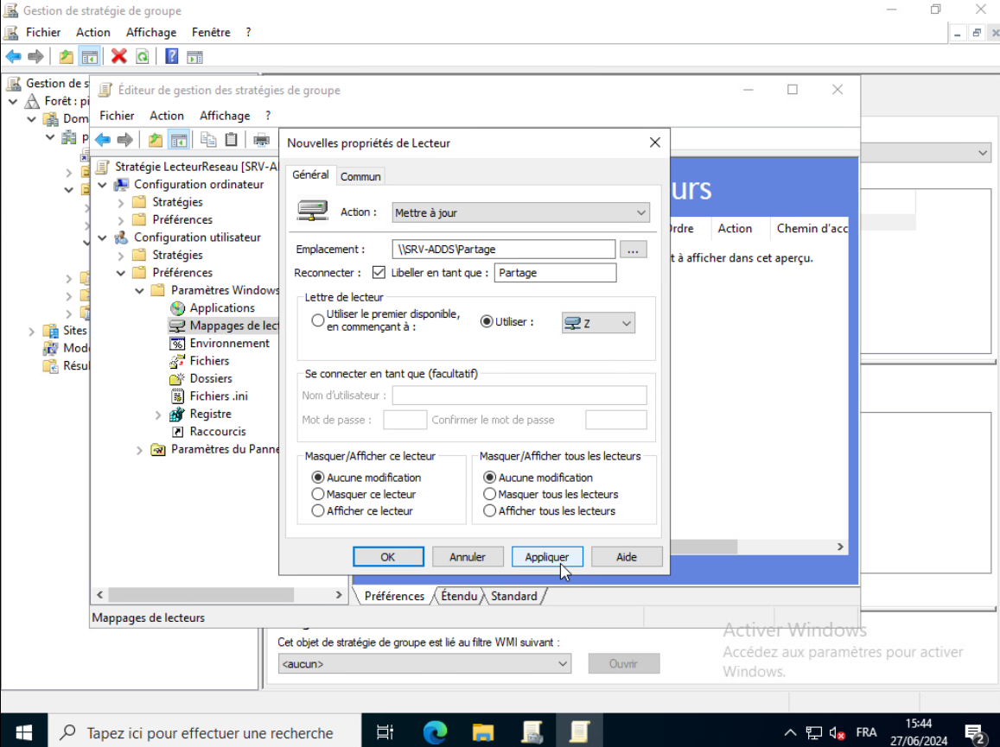 Gestion de stratégie de groupe
Fichier Action Affichage Fenêtre ?
Gestion de s
Forêt : pi
Dom
p
Sites
Mode
Résul
Éditeur de gestion des stratégies de groupe
Fichier Action Affichage ?
Stratégie LecteurReseau [SRV-A
Configuration ordinateur
Stratégies
Préférences
Configuration utilisateur
Stratégies
Préférences
Paramètres Windows
Applications
Mappages de lect
Environnement
Fichiers
Dossiers
Fichiers .ini
Registre
Raccourcis
Paramètres du Panne
urs
Ordre Action Chemin d'acc
t à afficher dans cet aperçu.
Nouvelles propriétés de Lecteur
Général Commun
Action : Mettre à jour
Emplacement : \\SRV-ADDS\Partage ...
Reconnecter : Libeller en tant que : Partage
Lettre de lecteur
Utiliser le premier disponible,
en commençant à :
Utiliser : Z
Se connecter en tant que (facultatif)
Nom d'utilisateur :
Mot de passe : Confirmer le mot de passe
Masquer/Afficher ce lecteur
Aucune modification
Masquer ce lecteur
Afficher ce lecteur
Masquer/Afficher tous les lecteurs
Aucune modification
Masquer tous les lecteurs
Afficher tous les lecteurs
OK Annuler Appliquer Aide
Préférences Étendu Standard
Mappages de lecteurs
Cet objet de stratégie de groupe est lié au filtre WMI suivant :
<aucun> Ouvrir
Activer Windows
Accédez aux paramètres pour activer
Windows.
Tapez ici pour effectuer une recherche
FRA
15:44
27/06/2024
2